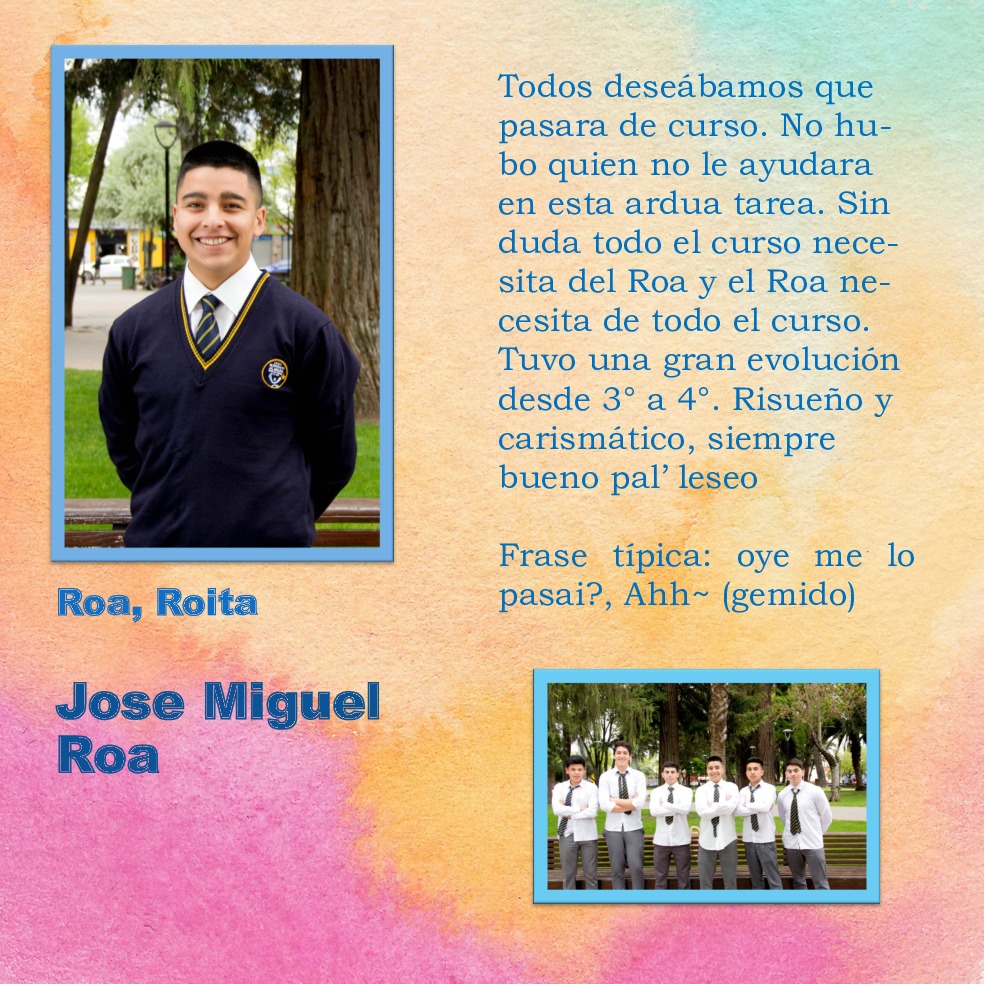 Todos deseábamos que
pasara de curso. No hu-
bo quien no le ayudara
en esta ardua tarea. Sin
duda todo el curso nece-
sita del Roa y el Roa ne-
cesita de todo el curso.
Tuvo una gran evolución
desde 3° a 4°. Risueño y
carismático, siempre
bueno pal’ leseo
Frase típica: oye me lo
pasai?, Ahh~ (gemido)
Roa, Roita
Jose Miguel
Roa